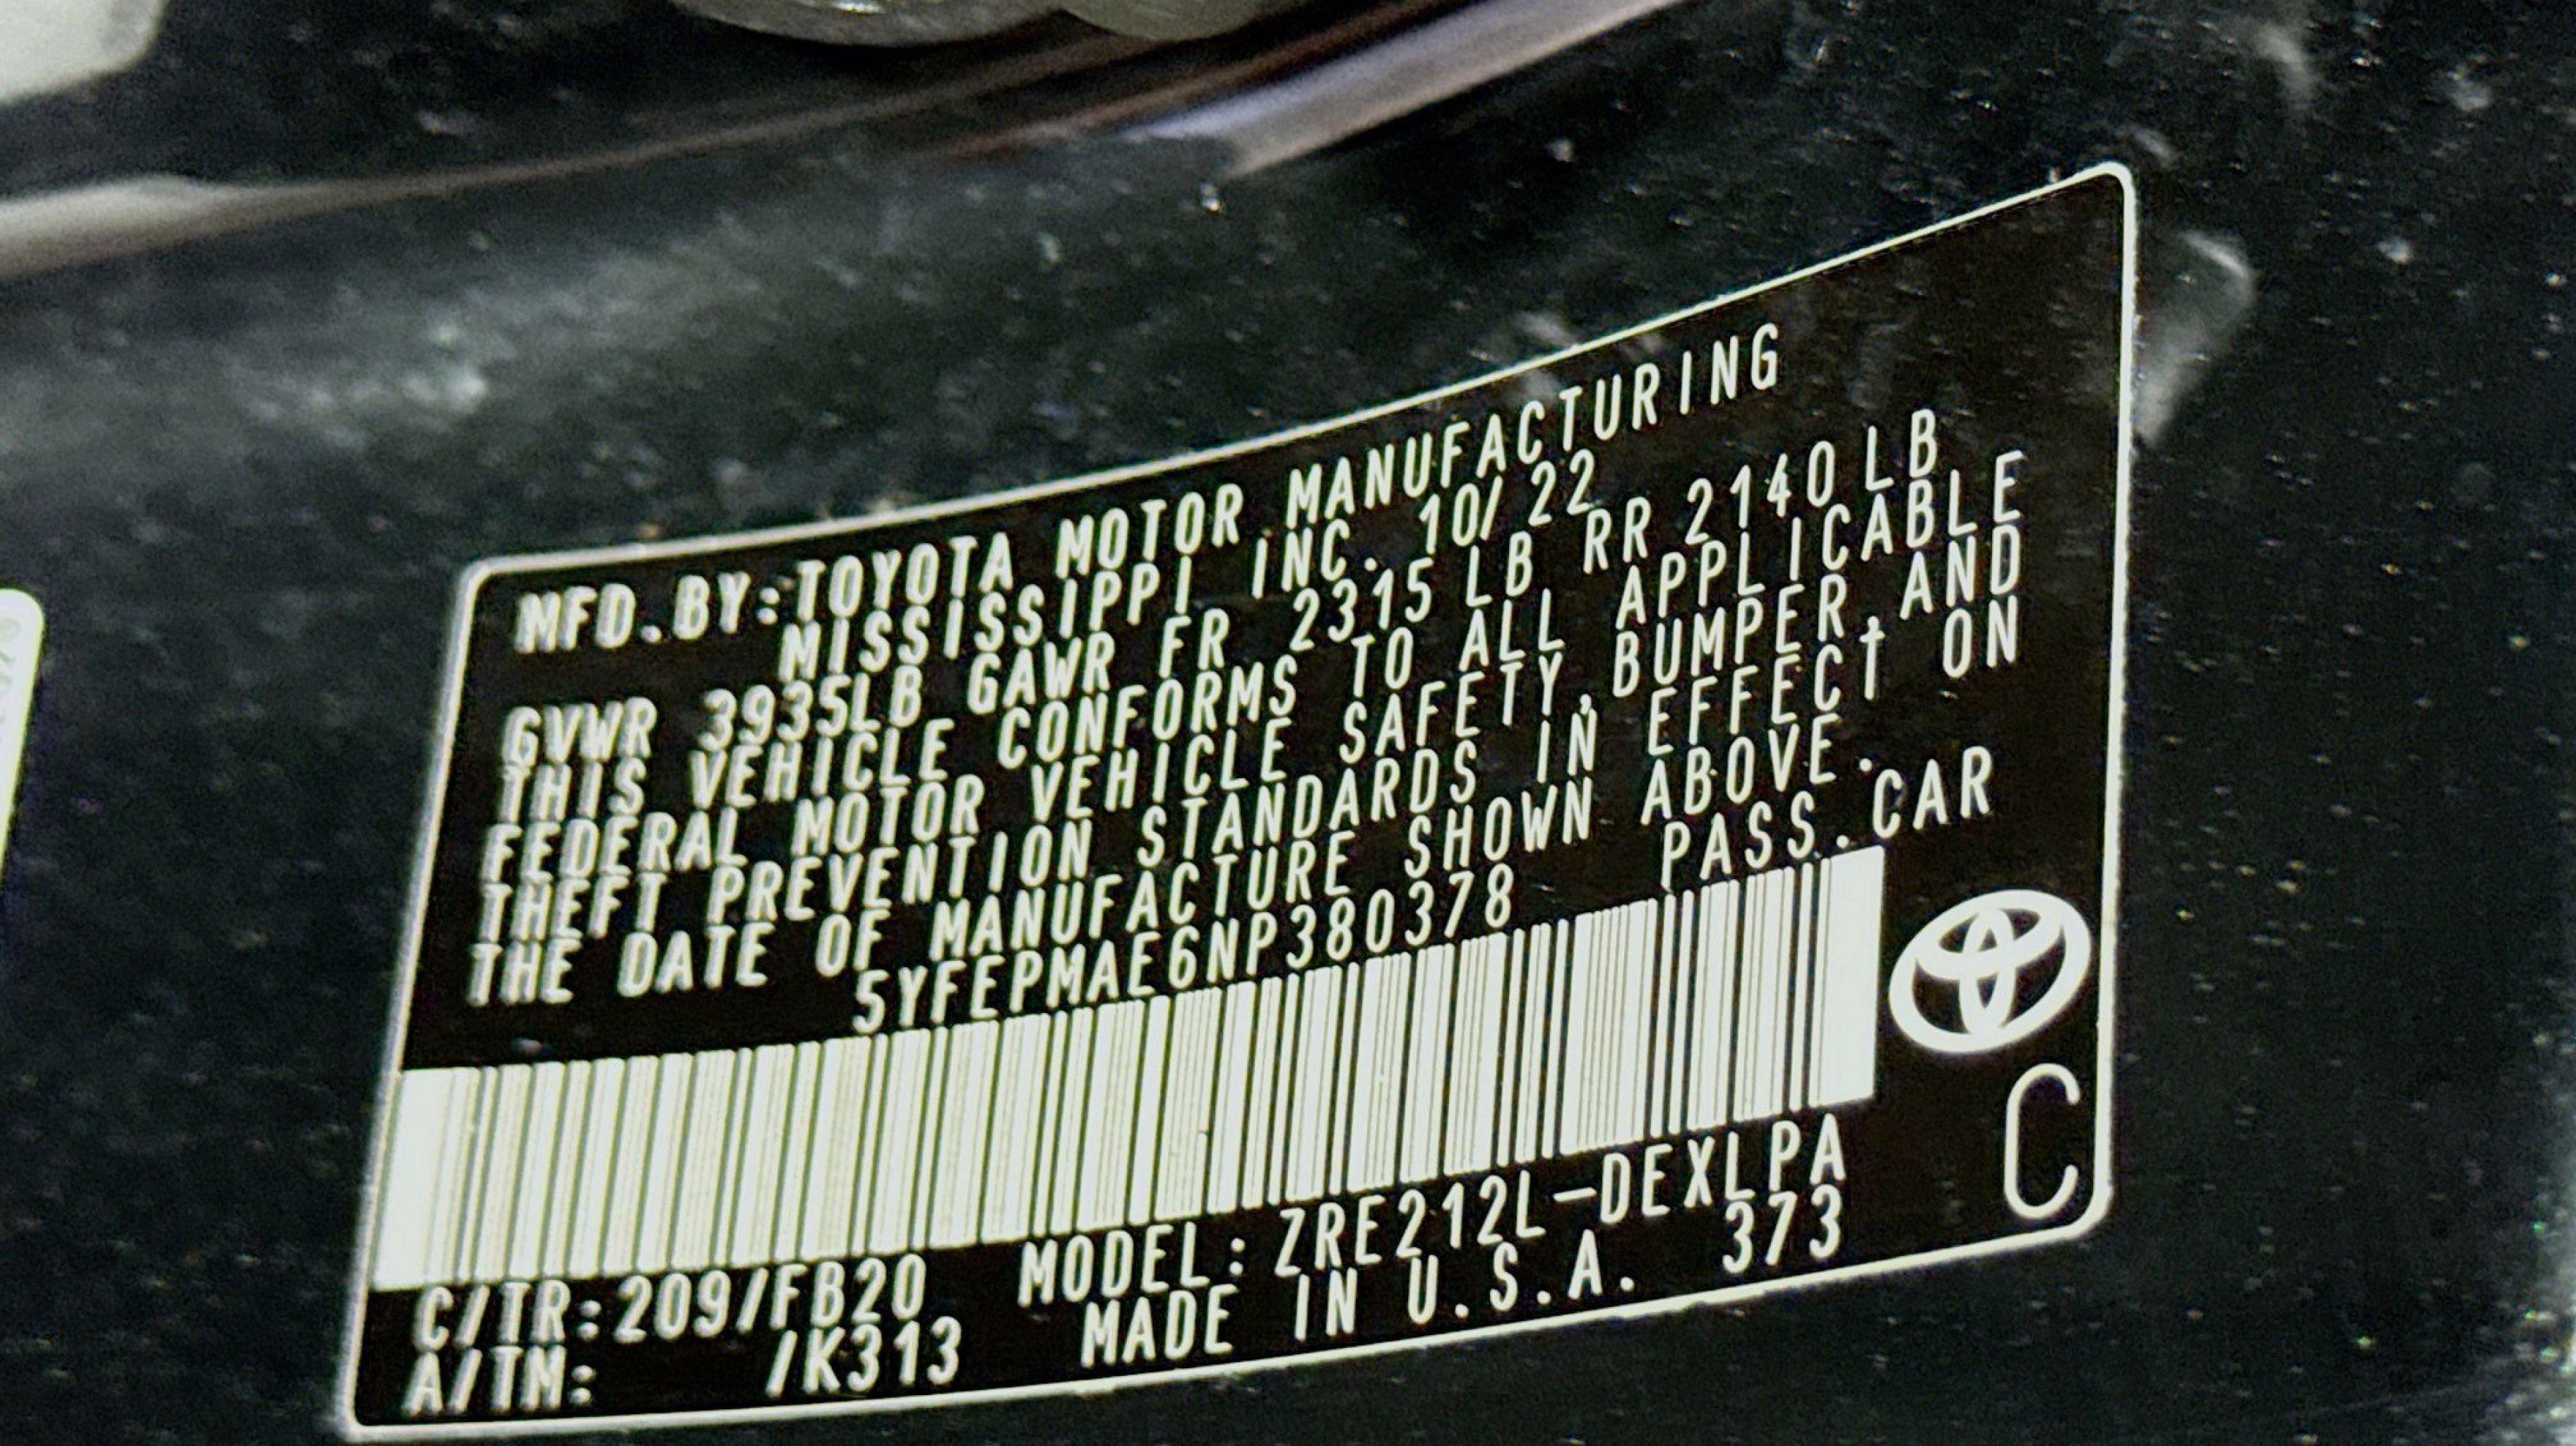 MFD.BY:TOYOTA MOTOR MANUFACTURING
MISSISSIPPI INC. 10/22
GVWR 3935LB GAWR FR 2315 LB RR 2140 LB
THIS VEHICLE CONFORMS TO ALL APPLICABLE
FEDERAL MOTOR VEHICLE SAFETY, BUMPER, AND
THEFT PREVENTION STANDARDS IN EFFECT ON
THE DATE OF MANUFACTURE SHOWN ABOVE.
5YFEPMAE6NP380378 PASS.CAR
C/TR:209/FB20 MODEL:ZRE212L-DEXLPA
A/TM: /K313 MADE IN U.S.A. 373
C